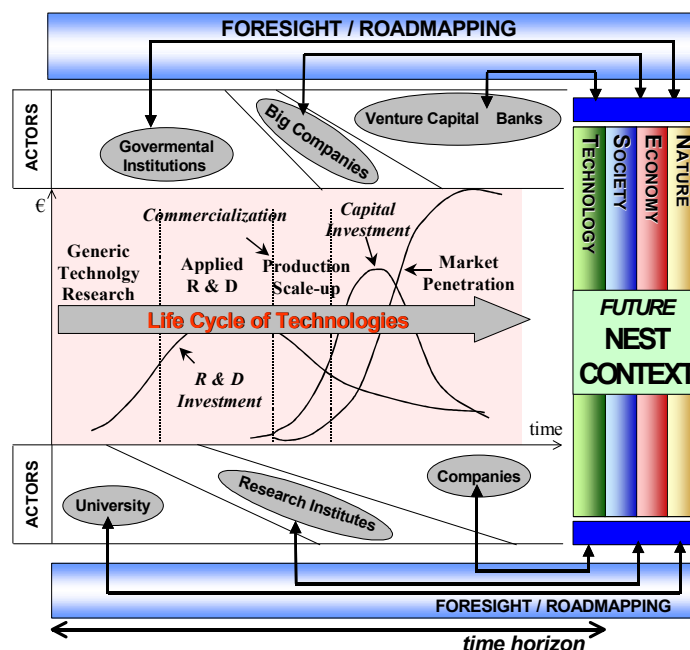 FORESIGHT / ROADMAPPING
ACTORS
Govermental
Institutions
Big Companies
Venture Capital Banks
TECHNOLOGY
SOCIETY
ECONOMY
NATURE
€
Commercialization
Capital
Investment
Generic
Technolgy
Research
Applied
R & D
Production
Scale-up
Market
Penetration
Life Cycle of Technologies
R & D
Investment
time
FUTURE
NEST
CONTEXT
ACTORS
University
Research Institutes
Companies
FORESIGHT / ROADMAPPING
time horizon